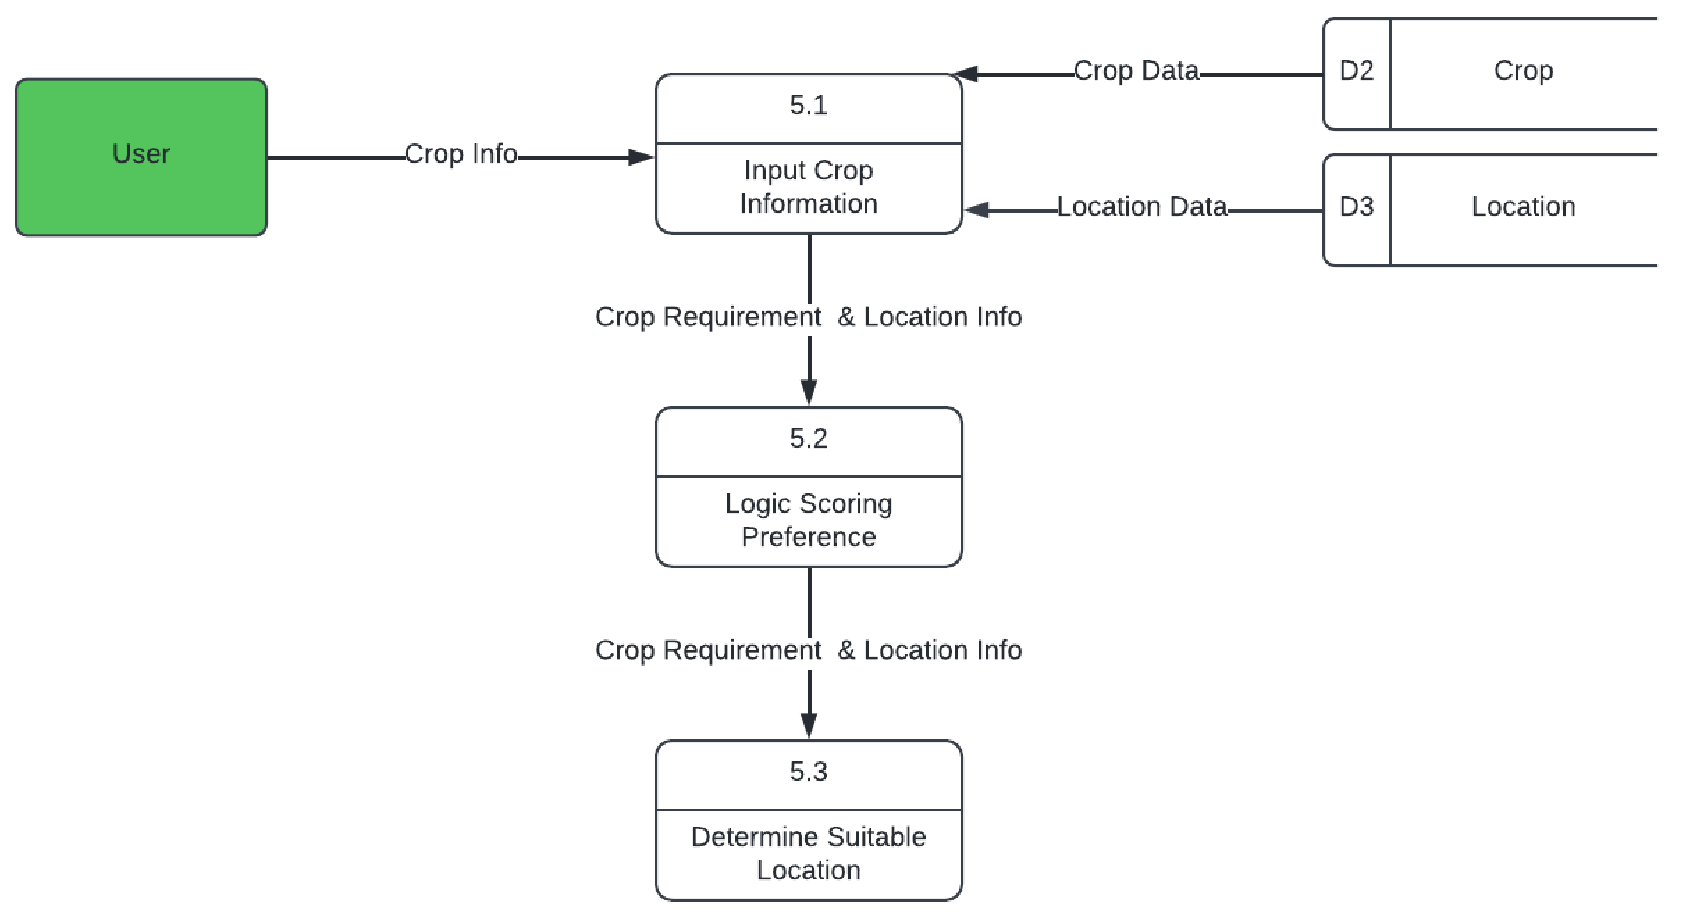 User
Crop Info
5.1
Input Crop
Information
Crop Data
D2
Crop
Location Data
D3
Location
Crop Requirement  & Location Info
5.2
Logic Scoring
Preference
Crop Requirement  & Location Info
5.3
Determine Suitable
Location